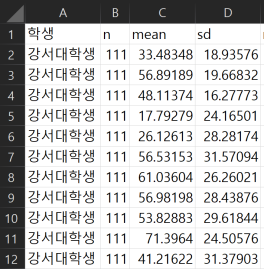 A B C D
1 학생 n mean sd
2 강서대학생 111 33.48348 18.93576
3 강서대학생 111 56.89189 19.66832
4 강서대학생 111 48.11374 16.27773
5 강서대학생 111 17.79279 24.16501
6 강서대학생 111 26.12613 28.28174
7 강서대학생 111 56.53153 31.57094
8 강서대학생 111 61.03604 26.26021
9 강서대학생 111 56.98198 28.43876
10 강서대학생 111 53.82883 29.61844
11 강서대학생 111 71.3964 24.50576
12 강서대학생 111 41.21622 31.37903